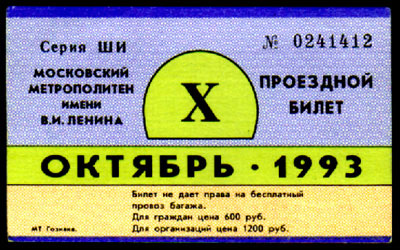 Серия ШИ
№ 0241412
МОСКОВСКИЙ
МЕТРОПОЛИТЕН
ИМЕНИ
В.И. ЛЕНИНА
X
ПРОЕЗДНОЙ
БИЛЕТ
ОКТЯБРЬ · 1993
Билет не дает права на бесплатный
провоз багажа.
Для граждан цена 600 руб.
Для организаций цена 1200 руб.
МТ Гознака.